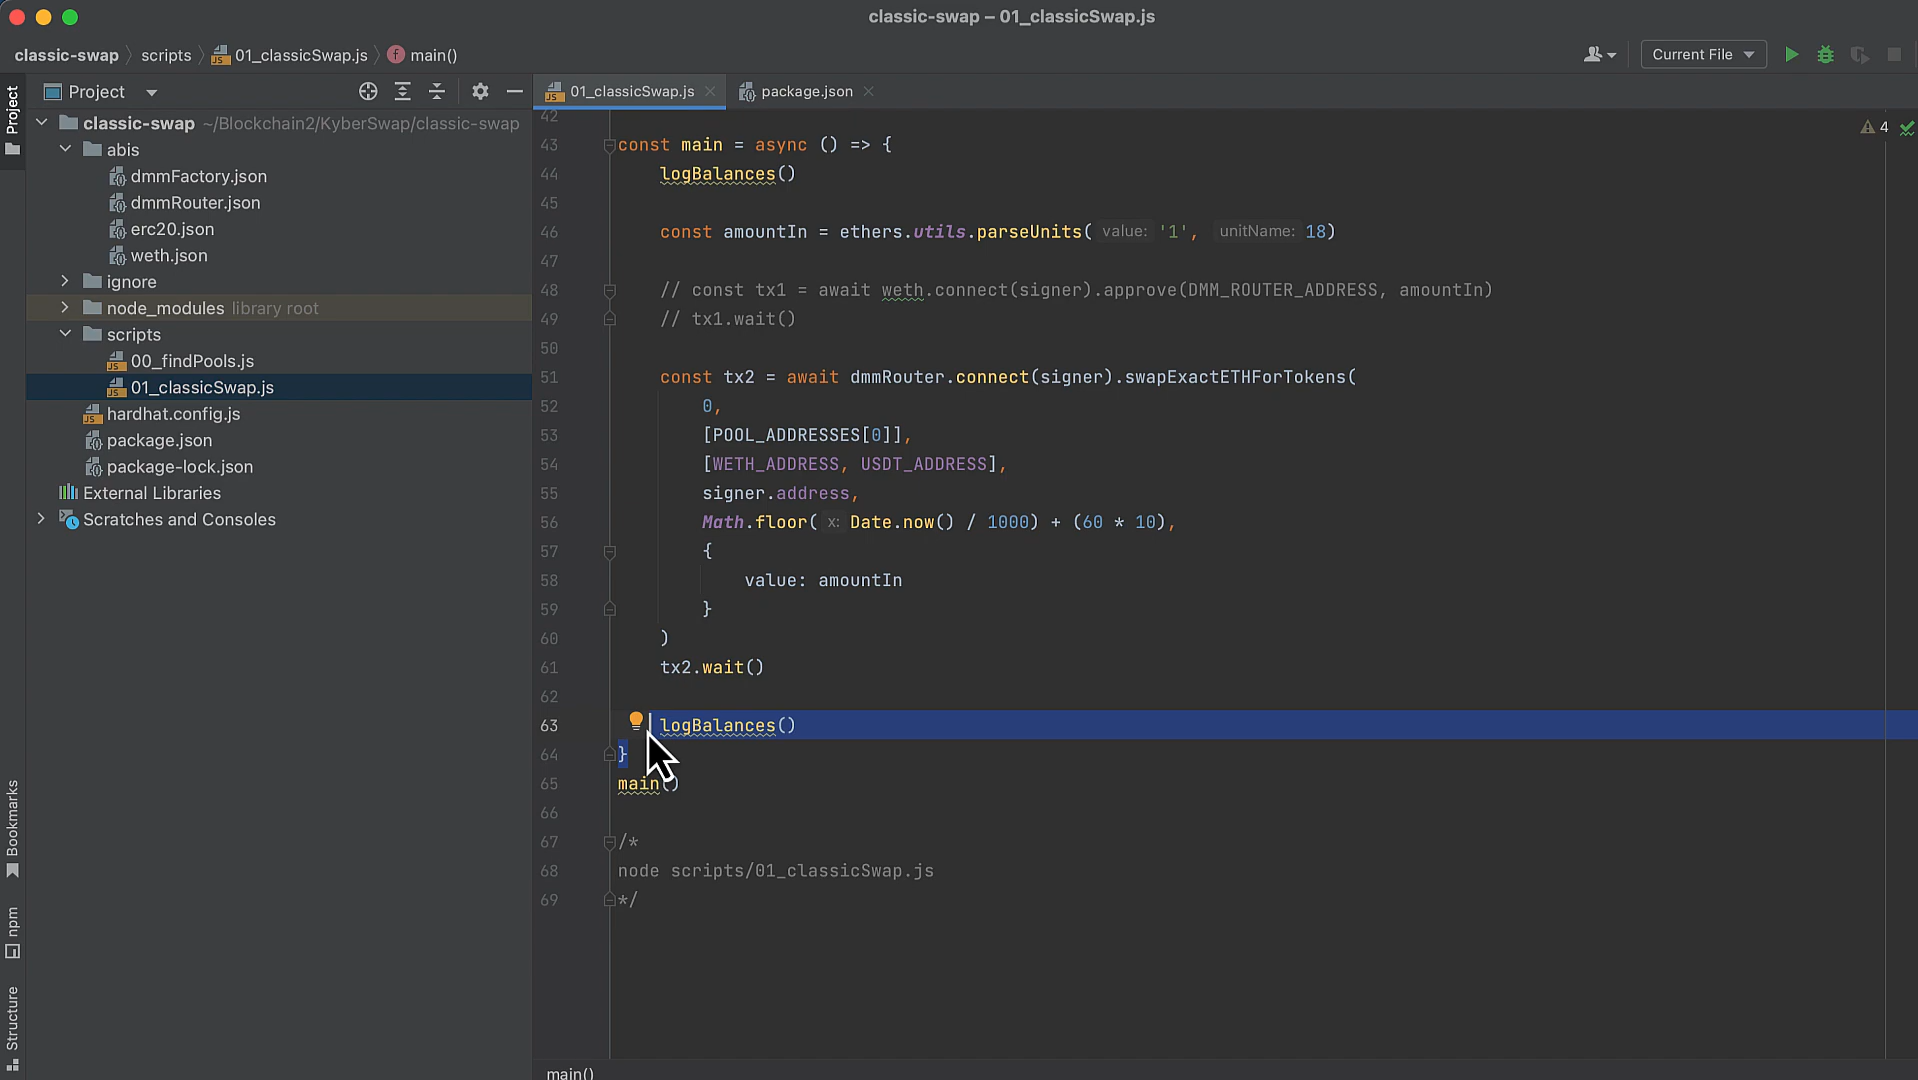 classic-swap – 01_classicSwap.js
classic-swap scripts 01_classicSwap.js main()
Current File
Project
01_classicSwap.js
package.json
classic-swap ~/Blockchain2/KyberSwap/classic-swap
abis
dmmFactory.json
dmmRouter.json
erc20.json
weth.json
ignore
node_modules library root
scripts
00_findPools.js
01_classicSwap.js
hardhat.config.js
package.json
package-lock.json
External Libraries
Scratches and Consoles
Project
Bookmarks
npm
Structure
4
42
43 const main = async () => {
44 logBalances()
45
46 const amountIn = ethers.utils.parseUnits( value: '1', unitName: 18)
47
48 // const tx1 = await weth.connect(signer).approve(DMM_ROUTER_ADDRESS, amountIn)
49 // tx1.wait()
50
51 const tx2 = await dmmRouter.connect(signer).swapExactETHForTokens(
52 0,
53 [POOL_ADDRESSES[0]],
54 [WETH_ADDRESS, USDT_ADDRESS],
55 signer.address,
56 Math.floor( x: Date.now() / 1000) + (60 * 10),
57 {
58 value: amountIn
59 }
60 )
61 tx2.wait()
62
63 logBalances()
64 }
65 main()
66
67 /*
68 node scripts/01_classicSwap.js
69 */
main()